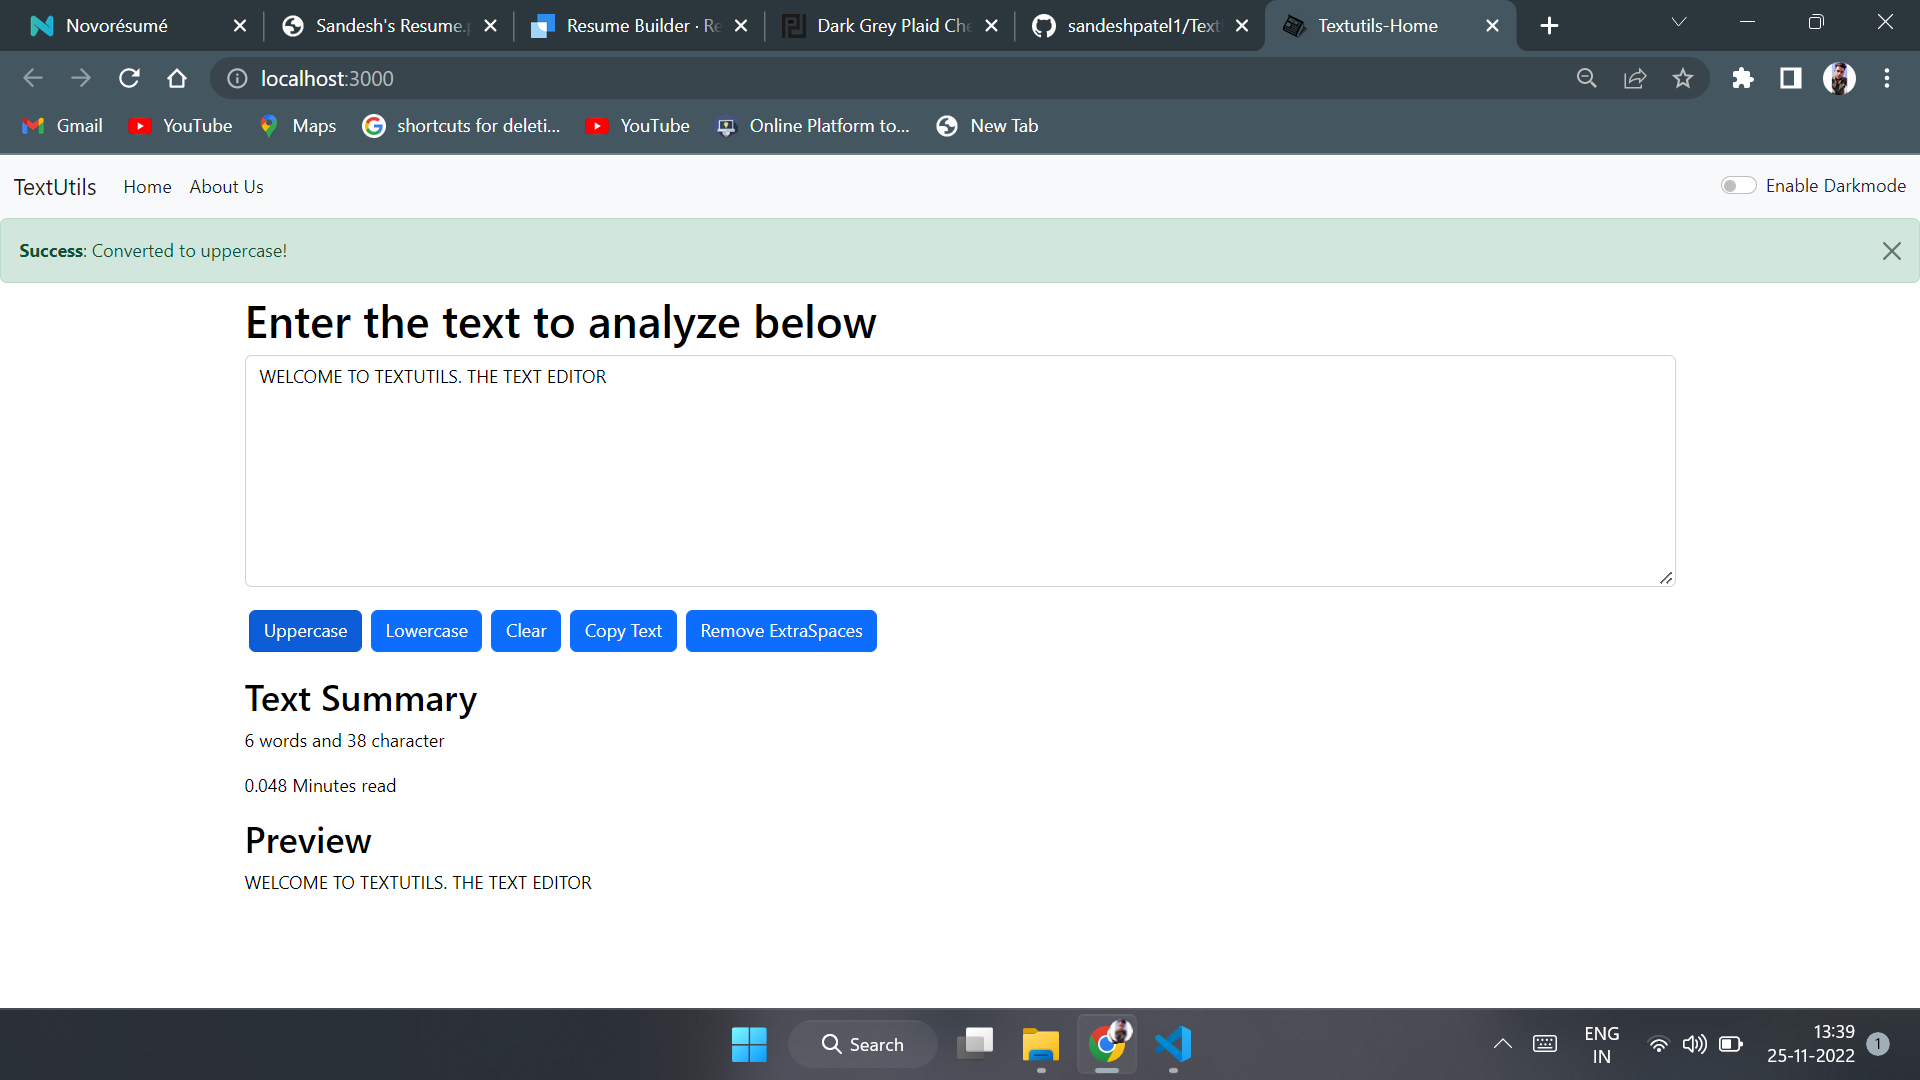 Novorésumé
Sandesh's Resume.p
Resume Builder · Re
Dark Grey Plaid Che
sandeshpatel1/Text
Textutils-Home
localhost:3000
Gmail
YouTube
Maps
shortcuts for deleti...
YouTube
Online Platform to...
New Tab
TextUtils
Home
About Us
Enable Darkmode
Success: Converted to uppercase!
Enter the text to analyze below
WELCOME TO TEXTUTILS. THE TEXT EDITOR
Uppercase
Lowercase
Clear
Copy Text
Remove ExtraSpaces
Text Summary
6 words and 38 character
0.048 Minutes read
Preview
WELCOME TO TEXTUTILS. THE TEXT EDITOR
Search
ENG
IN
13:39
25-11-2022
1